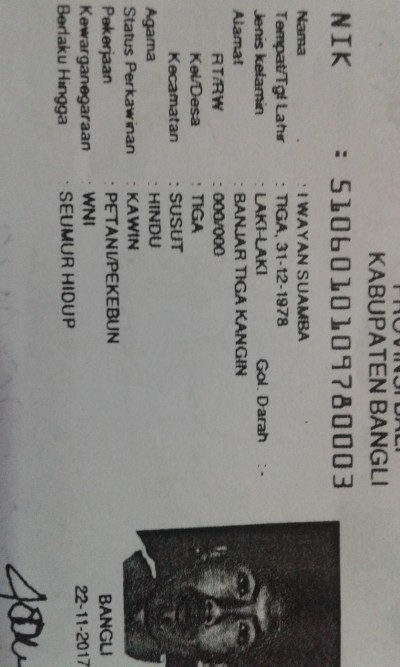 PROVINSI BALI
KABUPATEN BANGLI
NIK : 5106010109780003
Nama : I WAYAN SUAMBA
Tempat/Tgl Lahir : TIGA, 31-12-1978
Jenis kelamin : LAKI-LAKI Gol. Darah :-
Alamat : BANJAR TIGA KANGIN
RT/RW : 000/000
Kel/Desa : TIGA
Kecamatan : SUSUT
Agama : HINDU
Status Perkawinan : KAWIN
Pekerjaan : PETANI/PEKEBUN
Kewarganegaraan : WNI
Berlaku Hingga : SEUMUR HIDUP
BANGLI
22-11-2017